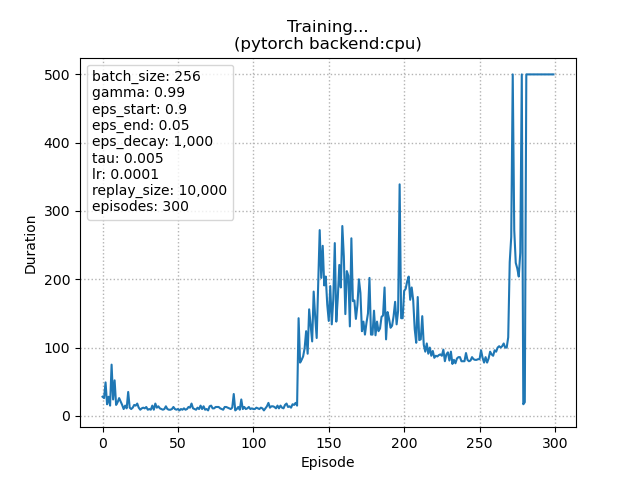 Training...
(pytorch backend:cpu)
batch_size: 256
gamma: 0.99
eps_start: 0.9
eps_end: 0.05
eps_decay: 1,000
tau: 0.005
lr: 0.0001
replay_size: 10,000
episodes: 300
500
400
300
200
100
0
Duration
0 50 100 150 200 250 300
Episode